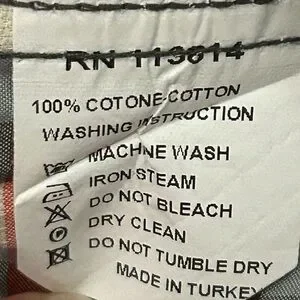 RN 113614
100% COTONE-COTTON
WASHING INSTRUCTION
MACHNE WASH
IRON STEAM
DO NOT BLEACH
DRY CLEAN
DO NOT TUMBLE DRY
MADE IN TURKEY